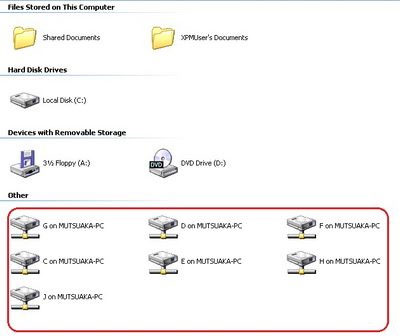 Files Stored on This Computer
Shared Documents XPMUser's Documents
Hard Disk Drives
Local Disk (C:)
Devices with Removable Storage
3½ Floppy (A:) DVD Drive (D:)
DVD
Other
G on MUTSUAKA-PC D on MUTSUAKA-PC F on MUTSUAKA-PC
C on MUTSUAKA-PC E on MUTSUAKA-PC H on MUTSUAKA-PC
J on MUTSUAKA-PC